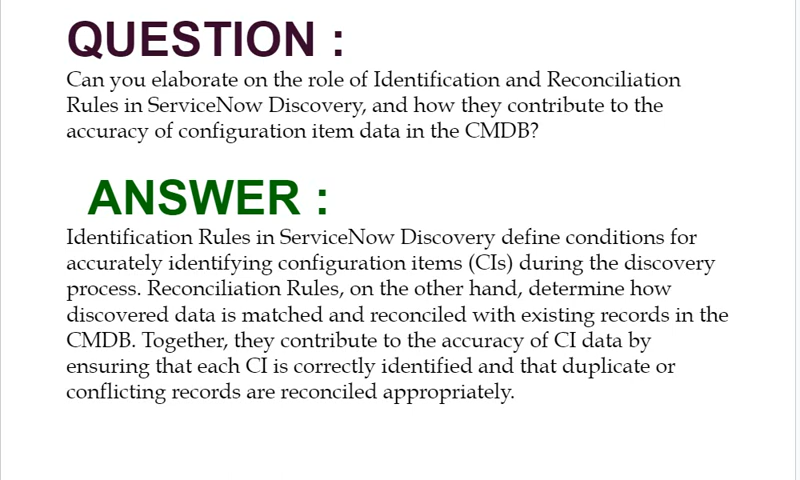 QUESTION :
Can you elaborate on the role of Identification and Reconciliation
Rules in ServiceNow Discovery, and how they contribute to the
accuracy of configuration item data in the CMDB?
ANSWER :
Identification Rules in ServiceNow Discovery define conditions for
accurately identifying configuration items (CIs) during the discovery
process. Reconciliation Rules, on the other hand, determine how
discovered data is matched and reconciled with existing records in the
CMDB. Together, they contribute to the accuracy of CI data by
ensuring that each CI is correctly identified and that duplicate or
conflicting records are reconciled appropriately.